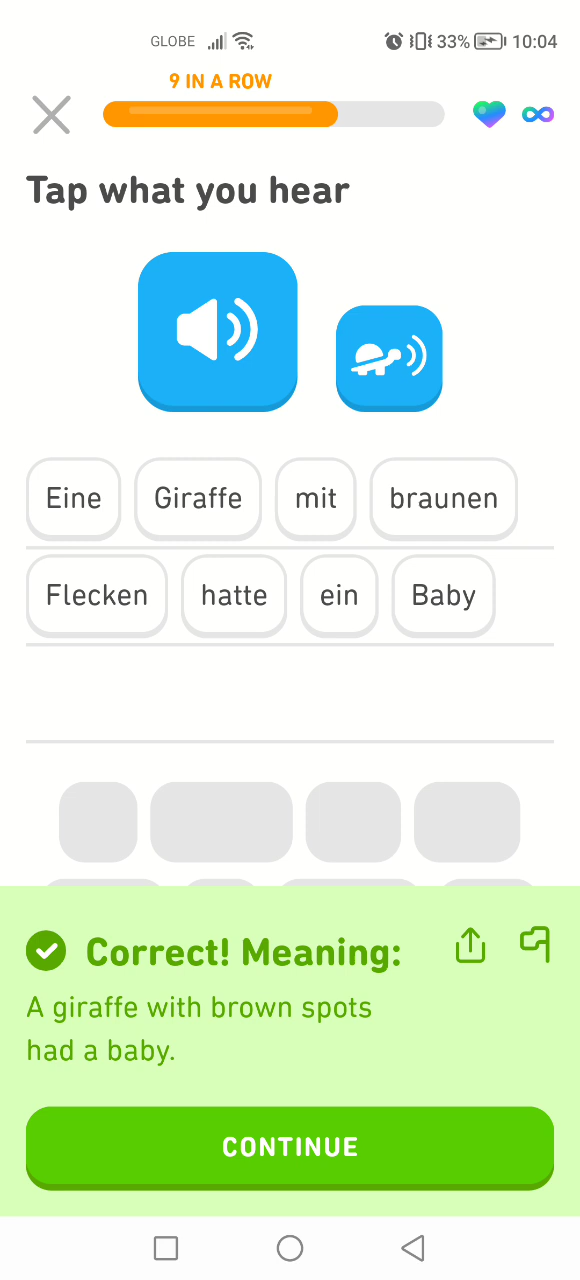 GLOBE 33% 10:04
9 IN A ROW
Tap what you hear
Eine Giraffe mit braunen
Flecken hatte ein Baby
Correct! Meaning:
A giraffe with brown spots
had a baby.
CONTINUE